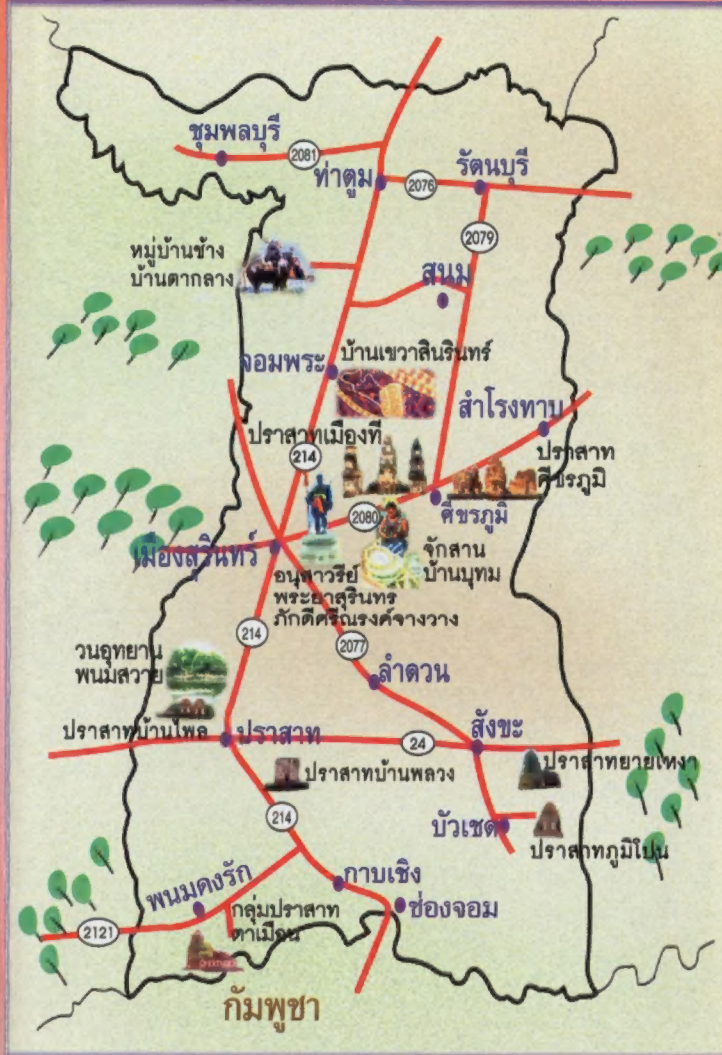 ชุมพลบุรี
2081
ท่าตูม
2076
รัตนบุรี
2079
หมู่บ้านช้าง
บ้านตากลาง
สนม
จอมพระ
บ้านเขวาสินรินทร์
สำโรงทาบ
ปราสาทเมืองที
214
ปราสาท
ศีขรภูมิ
ศีขรภูมิ
2080
เมืองสุรินทร์
จักสาน
บ้านบุทม
อนุสาวรีย์
พระยาสุรินทร
ภักดีศรีณรงค์จางวาง
214
2077
วนอุทยาน
พนมสวาย
ลำดวน
ปราสาทบ้านไพล
ปราสาท
24
สังขะ
ปราสาทยายเหงา
ปราสาทบ้านพลวง
214
บัวเชด
ปราสาทภูมิโปน
พนมดงรัก
กาบเชิง
กลุ่มปราสาท
ตาเมือน
ช่องจอม
2121
กัมพูชา